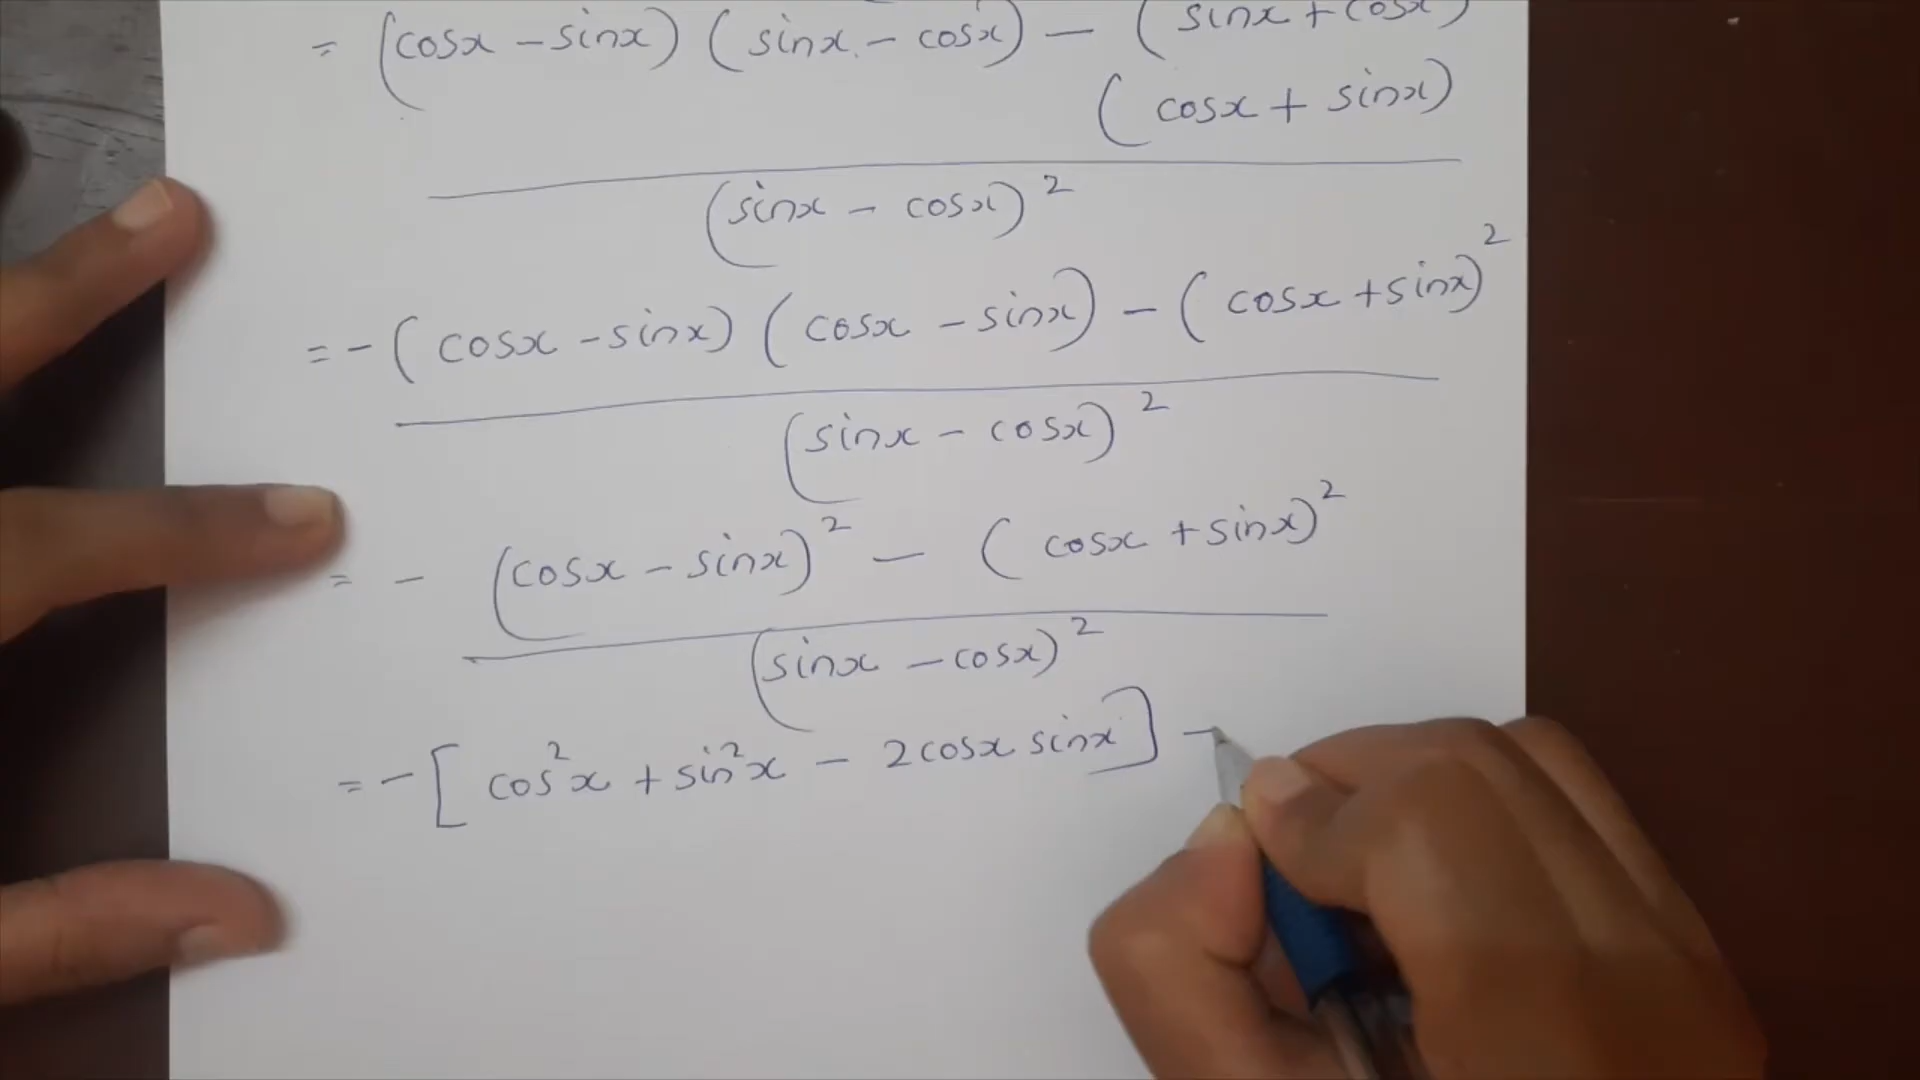 = (cosx - sinx) (sinx - cosx) - (sinx + cosx)
(cosx + sinx)
(sinx - cosx)²
= - (cosx - sinx) (cosx - sinx) - (cosx + sinx)²
(sinx - cosx)²
= - (cosx - sinx)² - (cosx + sinx)²
(sinx - cosx)²
= - [cos²x + sin²x - 2cosx sinx] -